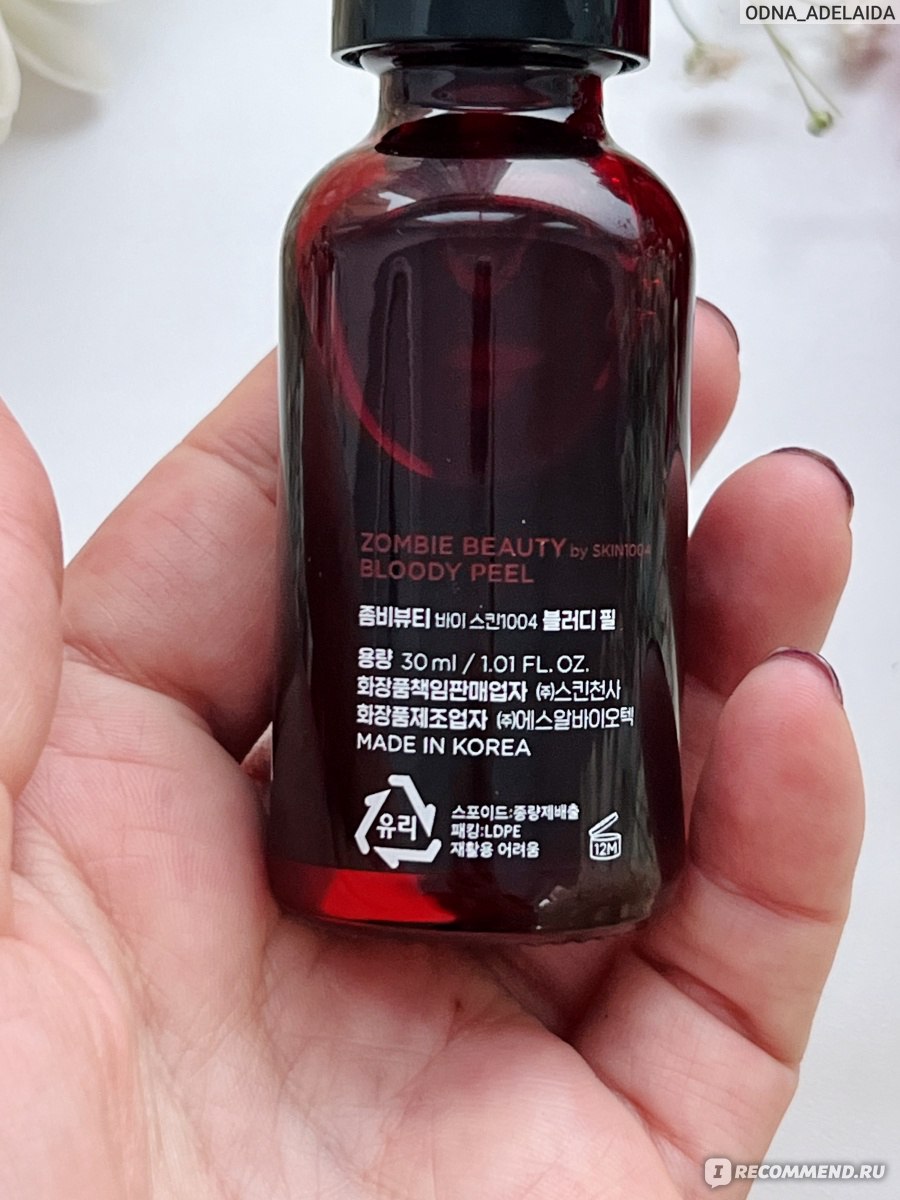 ODNA_ADELAIDA
ZOMBIE BEAUTY by SKIN1004
BLOODY PEEL
좀비뷰티 바이 스킨1004 블러디 필
용량 30 ml / 1.01 FL. OZ.
화장품책임판매업자 ㈜스킨천사
화장품제조업자 ㈜에스알바이오텍
MADE IN KOREA
유리
스포이드:종량제배출
패킹:LDPE
재활용 어려움
12M
I RECOMMEND.RU